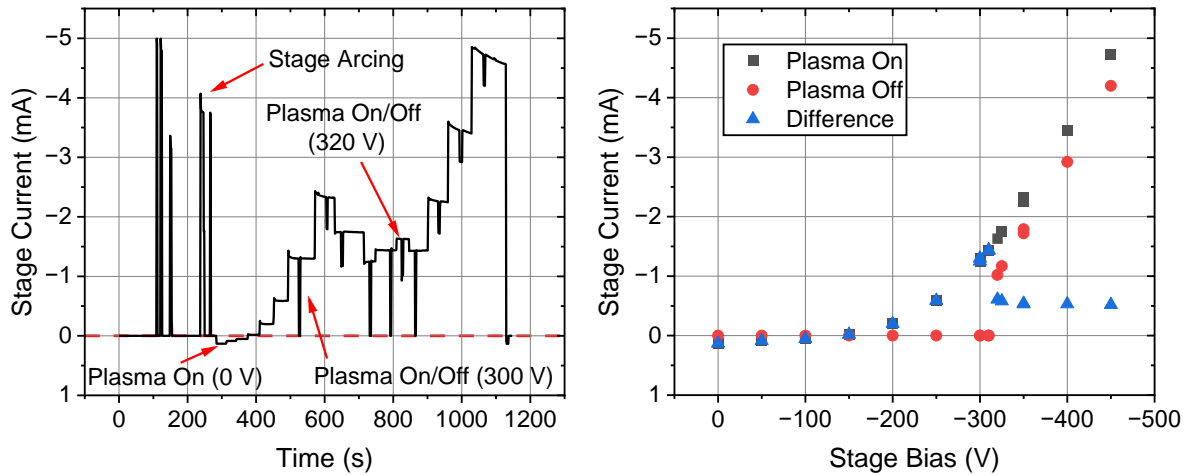 −5
−4
−3
−2
−1
0
1
Stage Current (mA)
Stage Arcing
Plasma On/Off
(320 V)
Plasma On (0 V)
Plasma On/Off (300 V)
0 200 400 600 800 1000 1200
Time (s)
−5
−4
−3
−2
−1
0
1
Stage Current (mA)
Plasma On
Plasma Off
Difference
0 −100 −200 −300 −400 −500
Stage Bias (V)